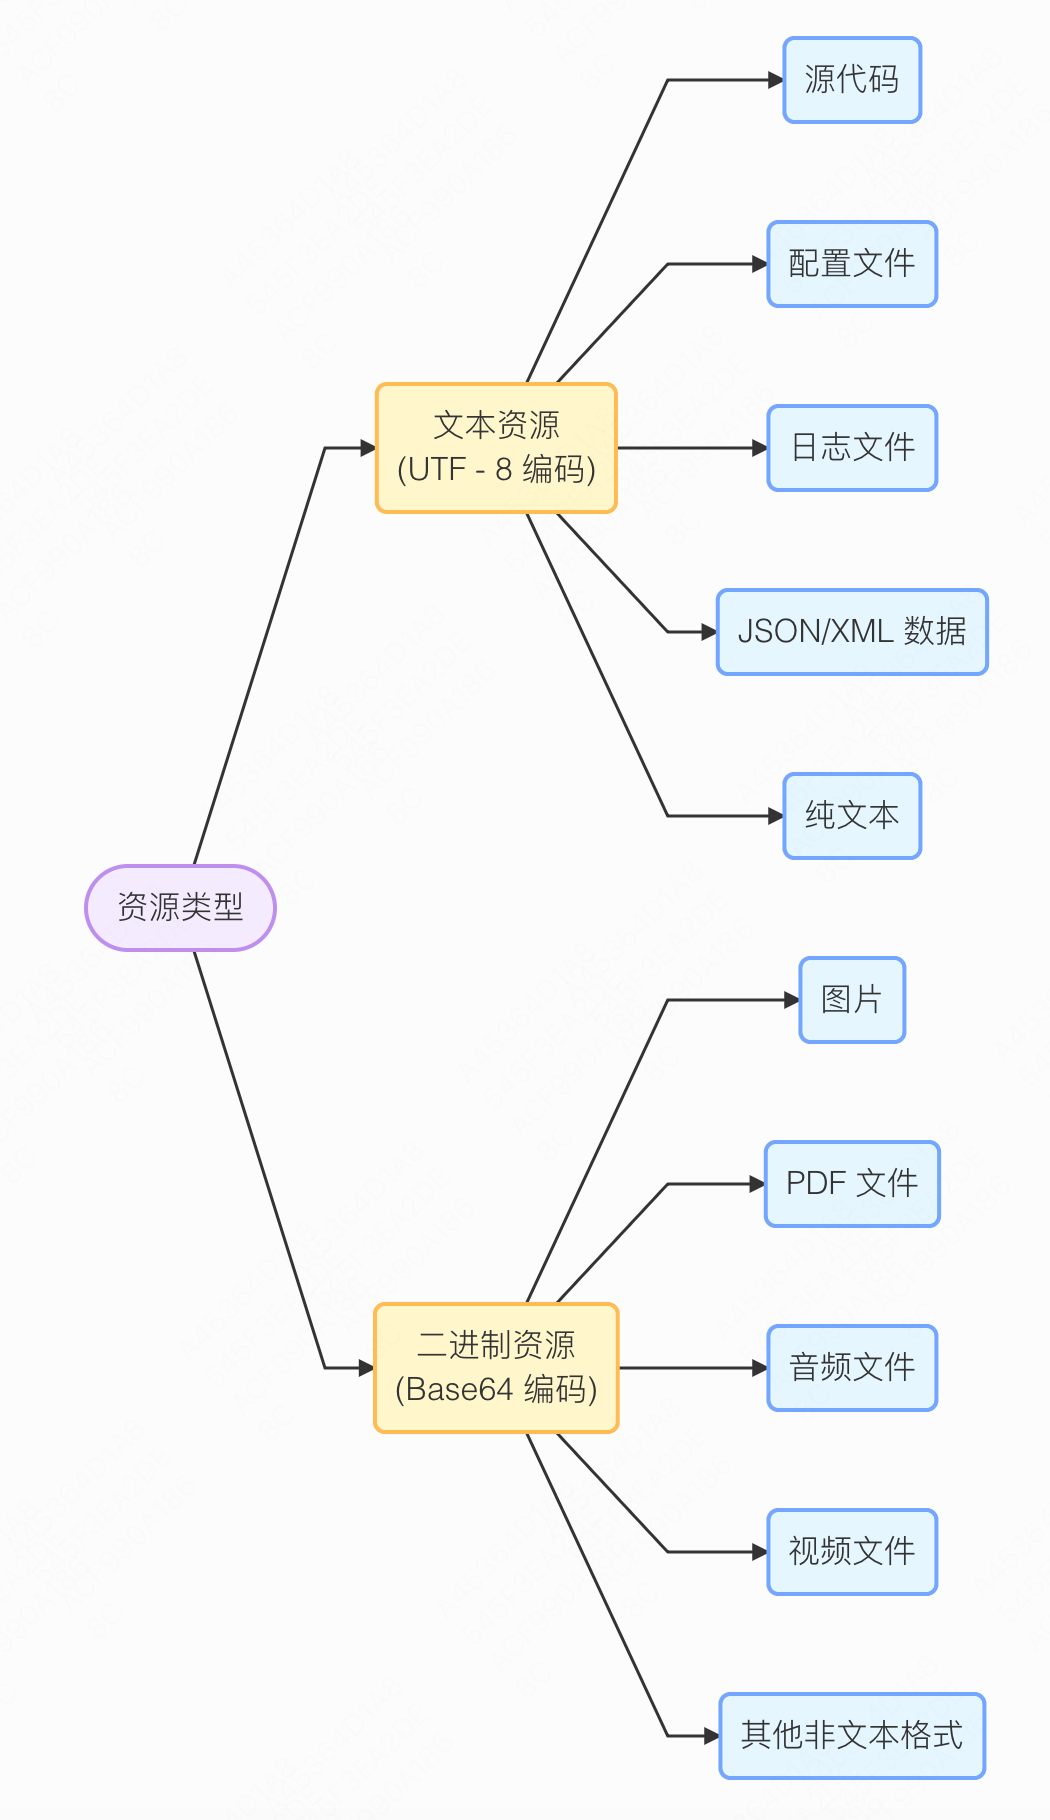 源代码
配置文件
文本资源
(UTF - 8 编码)
日志文件
JSON/XML 数据
纯文本
资源类型
图片
PDF 文件
二进制资源
(Base64 编码)
音频文件
视频文件
其他非文本格式